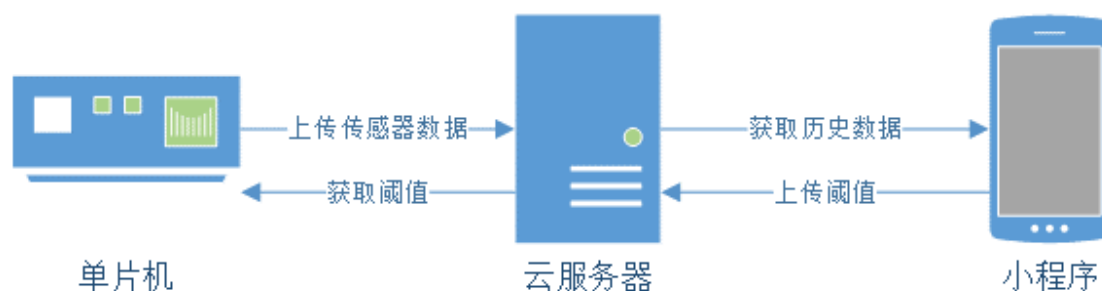 上传传感器数据
获取历史数据
获取阈值
上传阈值
单片机
云服务器
小程序